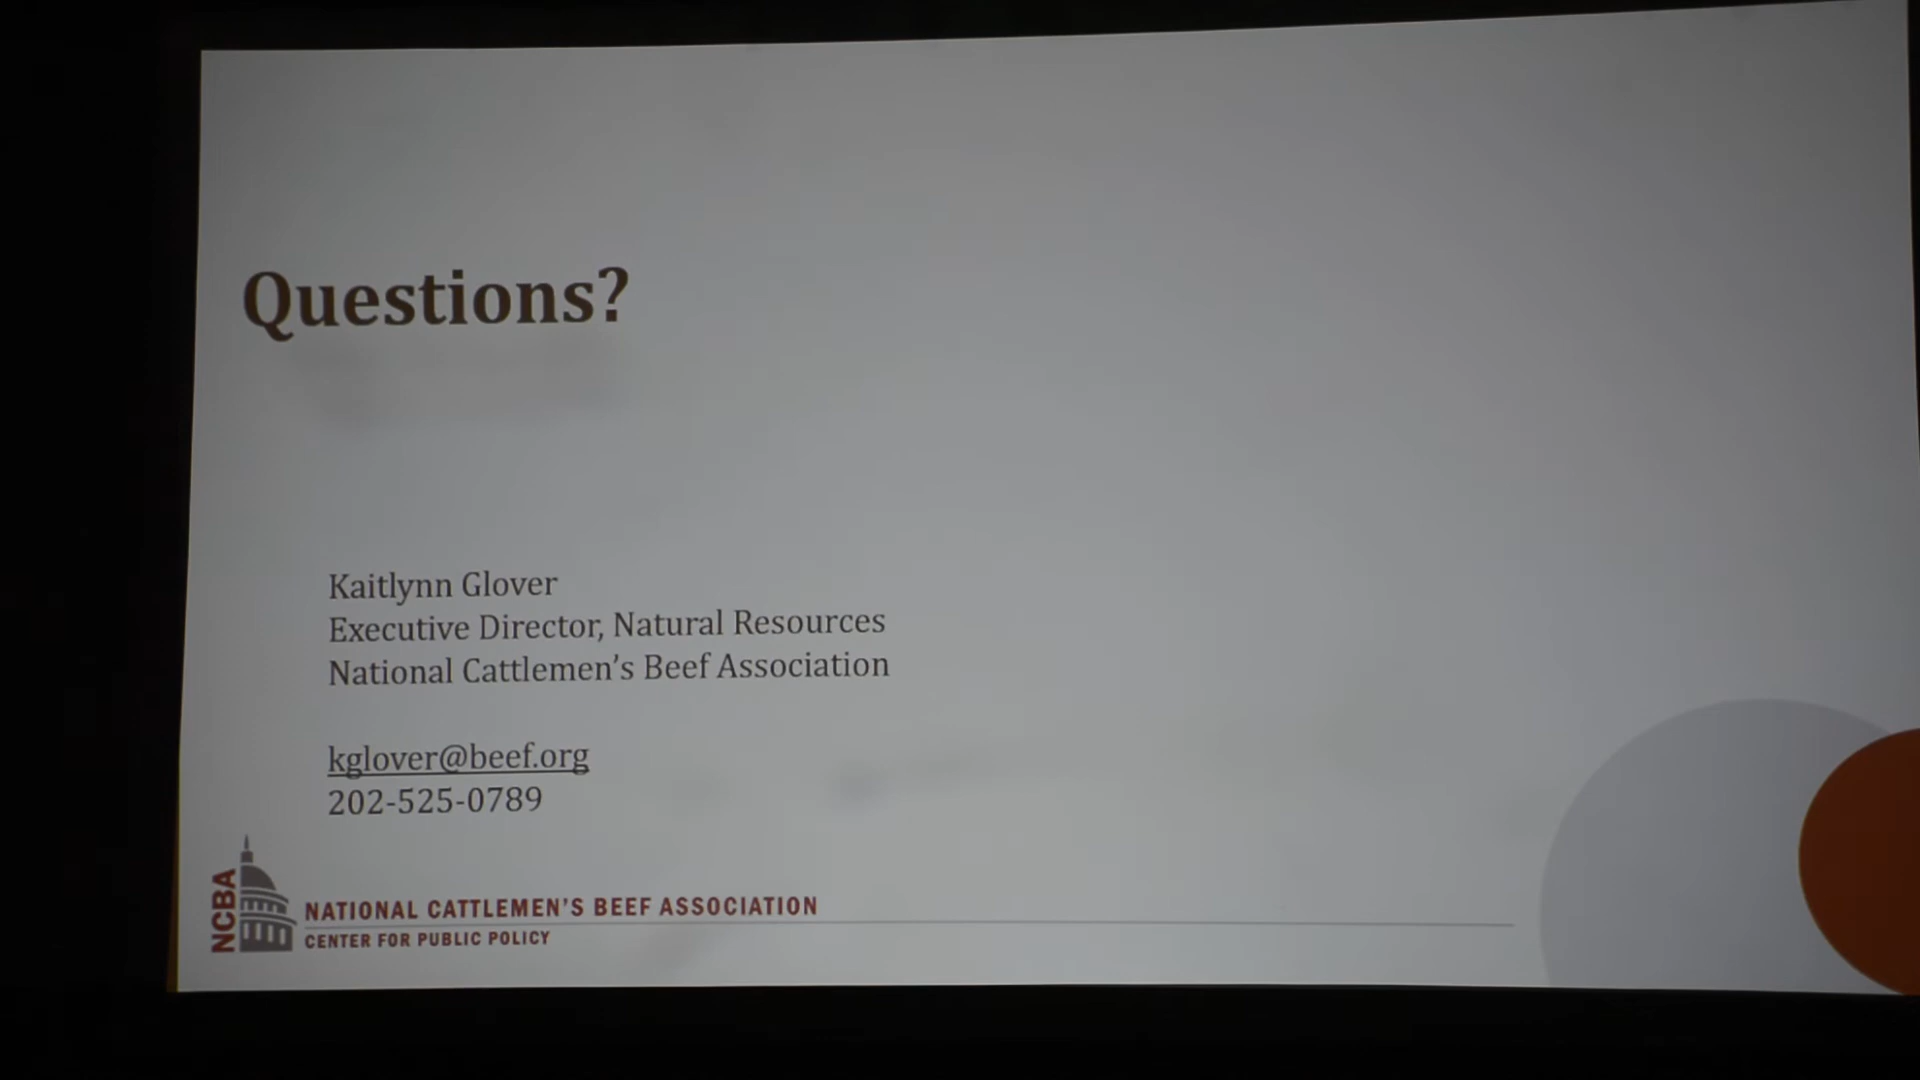 Questions?
Kaitlynn Glover
Executive Director, Natural Resources
National Cattlemen's Beef Association
kglover@beef.org
202-525-0789
NCBA
NATIONAL CATTLEMEN'S BEEF ASSOCIATION
CENTER FOR PUBLIC POLICY